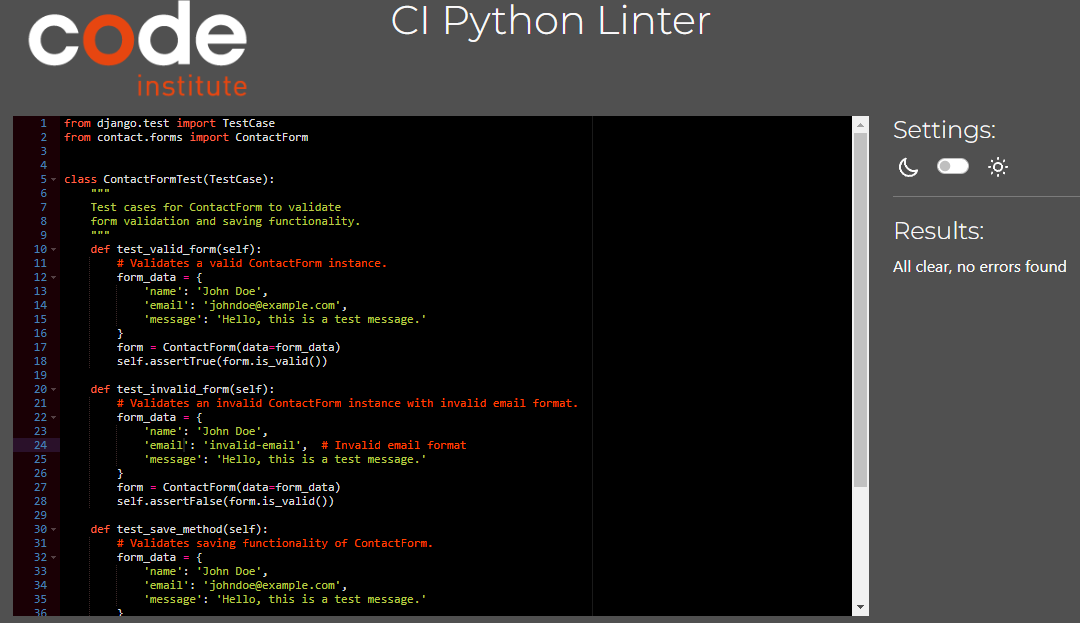 code
institute
CI Python Linter
1 from django.test import TestCase
2 from contact.forms import ContactForm
3
4
5 class ContactFormTest(TestCase):
6     """
7     Test cases for ContactForm to validate
8     form validation and saving functionality.
9     """
10     def test_valid_form(self):
11         # Validates a valid ContactForm instance.
12         form_data = {
13             'name': 'John Doe',
14             'email': 'johndoe@example.com',
15             'message': 'Hello, this is a test message.'
16         }
17         form = ContactForm(data=form_data)
18         self.assertTrue(form.is_valid())
19
20     def test_invalid_form(self):
21         # Validates an invalid ContactForm instance with invalid email format.
22         form_data = {
23             'name': 'John Doe',
24             'email': 'invalid-email',  # Invalid email format
25             'message': 'Hello, this is a test message.'
26         }
27         form = ContactForm(data=form_data)
28         self.assertFalse(form.is_valid())
29
30     def test_save_method(self):
31         # Validates saving functionality of ContactForm.
32         form_data = {
33             'name': 'John Doe',
34             'email': 'johndoe@example.com',
35             'message': 'Hello, this is a test message.'
36         }
Settings:
Results:
All clear, no errors found